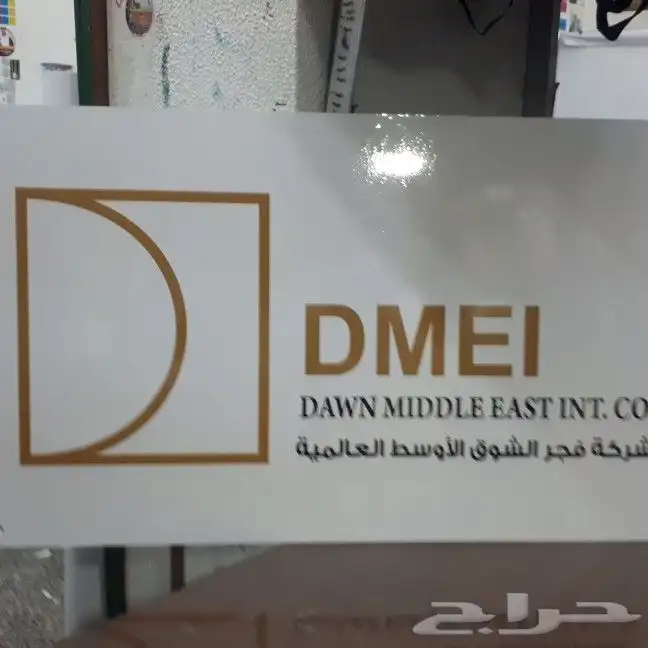 DMEI
DAWN MIDDLE EAST INT. CO
شركة فجر الشوق الأوسط العالمية
حراج